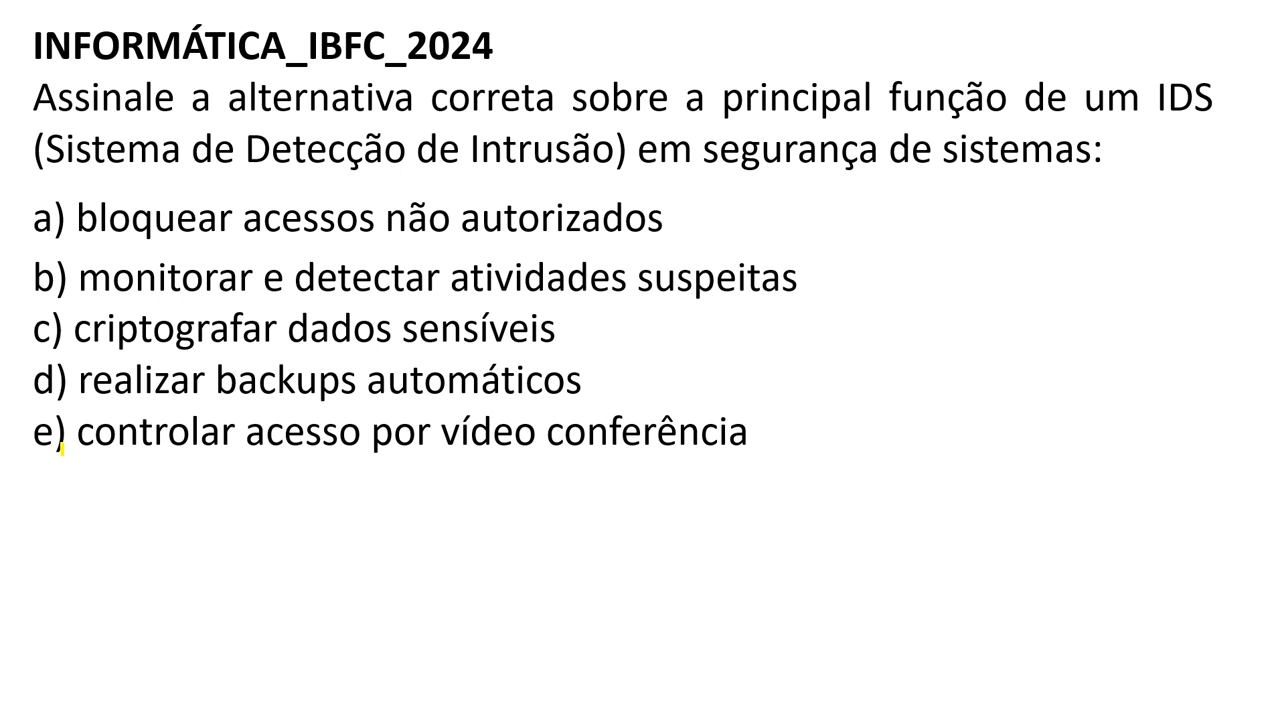 INFORMÁTICA_IBFC_2024
Assinale a alternativa correta sobre a principal função de um IDS
(Sistema de Detecção de Intrusão) em segurança de sistemas:
a) bloquear acessos não autorizados
b) monitorar e detectar atividades suspeitas
c) criptografar dados sensíveis
d) realizar backups automáticos
e) controlar acesso por vídeo conferência